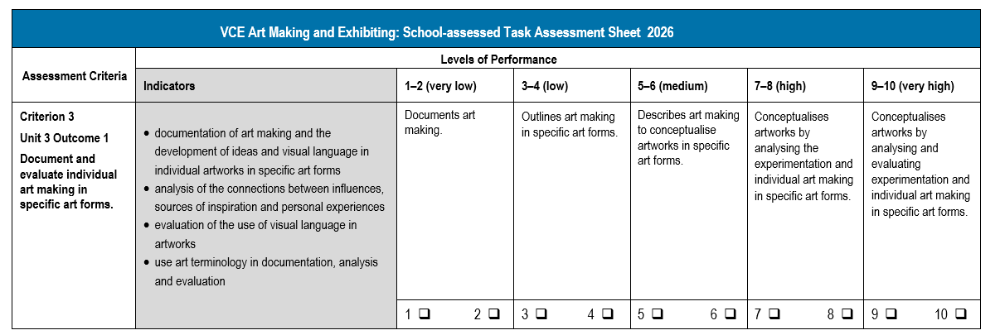 VCE Art Making and Exhibiting: School-assessed Task Assessment Sheet 2026
Assessment Criteria
Levels of Performance
Indicators
1–2 (very low)
3–4 (low)
5–6 (medium)
7–8 (high)
9–10 (very high)
Criterion 3
Unit 3 Outcome 1
Document and
evaluate individual
art making in
specific art forms.
• documentation of art making and the
development of ideas and visual language in
individual artworks in specific art forms
• analysis of the connections between influences,
sources of inspiration and personal experiences
• evaluation of the use of visual language in
artworks
• use art terminology in documentation, analysis
and evaluation
Documents art
making.
Outlines art making
in specific art forms.
Describes art making
to conceptualise
artworks in specific
art forms.
Conceptualises
artworks by
analysing the
experimentation and
individual art making
in specific art forms.
Conceptualises
artworks by
analysing and
evaluating
experimentation and
individual art making
in specific art forms.
1 ❑ 2 ❑
3 ❑ 4 ❑
5 ❑ 6 ❑
7 ❑ 8 ❑
9 ❑ 10 ❑